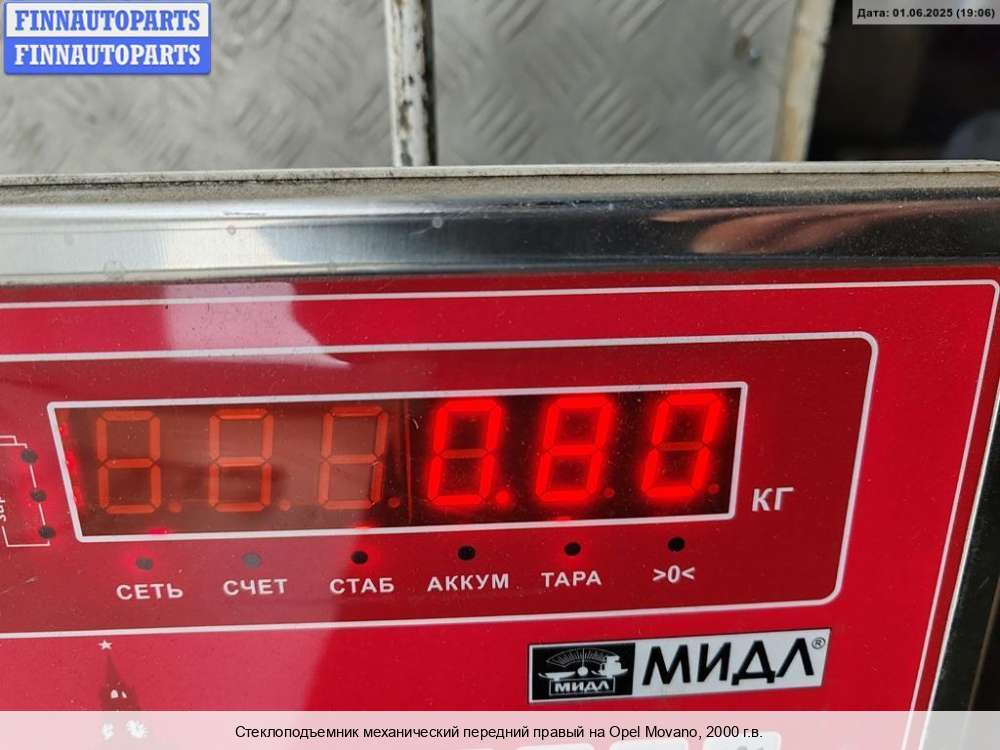 FINNAUTOPARTS
FINNAUTOPARTS
Дата: 01.06.2025 (19:06)
0.80
КГ
СЕТЬ СЧЕТ СТАБ АККУМ ТАРА >0<
МИДЛ МИДЛ®
Стеклоподъемник механический передний правый на Opel Movano, 2000 г.в.